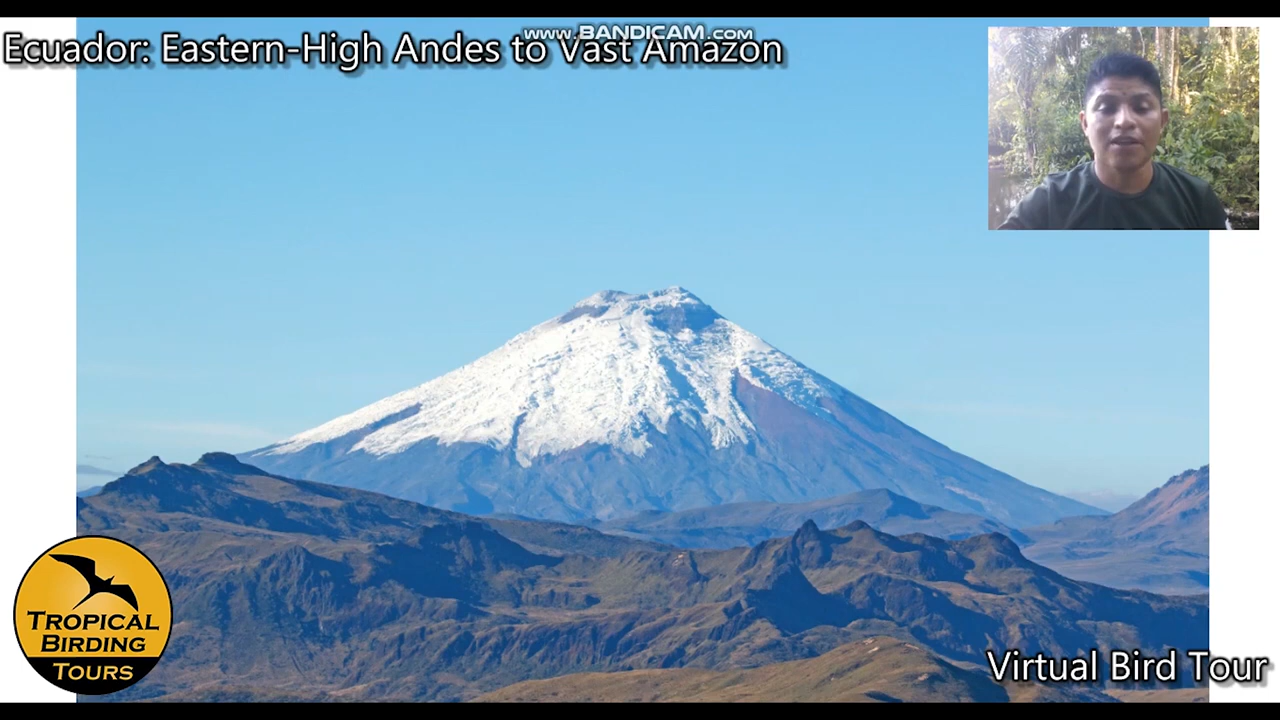 www.BANDICAM.com
Ecuador: Eastern-High Andes to Vast Amazon
TROPICAL
BIRDING
TOURS
Virtual Bird Tour